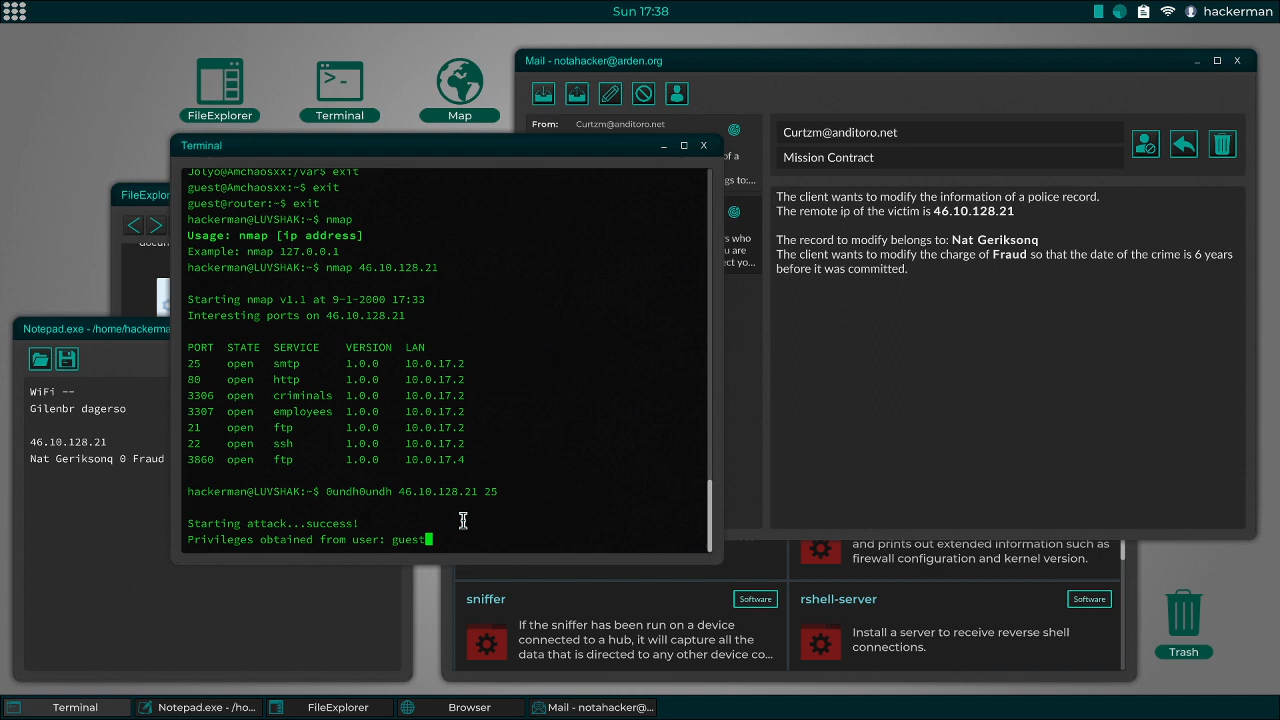 Sun 17:38
hackerman
FileExplorer
Terminal
Map
Mail - notahacker@arden.org
From: Curtzm@anditoro.net
of a
gs to:...
rs who
ou are
ect yo...
Curtzm@anditoro.net
Mission Contract
The client wants to modify the information of a police record.
The remote ip of the victim is 46.10.128.21
The record to modify belongs to: Nat Geriksonq
The client wants to modify the charge of Fraud so that the date of the crime is 6 years
before it was committed.
Terminal
Jolyo@Amchaosxx:/var$ exit
guest@Amchaosxx:~$ exit
guest@router:~$ exit
hackerman@LUVSHAK:~$ nmap
Usage: nmap [ip address]
Example: nmap 127.0.0.1
hackerman@LUVSHAK:~$ nmap 46.10.128.21
Starting nmap v1.1 at 9-1-2000 17:33
Interesting ports on 46.10.128.21
PORT STATE SERVICE VERSION LAN
25 open smtp 1.0.0 10.0.17.2
80 open http 1.0.0 10.0.17.2
3306 open criminals 1.0.0 10.0.17.2
3307 open employees 1.0.0 10.0.17.2
21 open ftp 1.0.0 10.0.17.2
22 open ssh 1.0.0 10.0.17.2
3860 open ftp 1.0.0 10.0.17.4
hackerman@LUVSHAK:~$ 0undh0undh 46.10.128.21 25
Starting attack...success!
Privileges obtained from user: guest
FileExplor
Notepad.exe - /home/hackerma
WiFi --
Gilenbr dagerso
46.10.128.21
Nat Geriksonq 0 Fraud
and prints out extended information such as
firewall configuration and kernel version.
sniffer
Software
If the sniffer has been run on a device
connected to a hub, it will capture all the
data that is directed to any other device co...
rshell-server
Software
Install a server to receive reverse shell
connections.
Trash
Terminal
Notepad.exe - /ho...
FileExplorer
Browser
Mail - notahacker@...